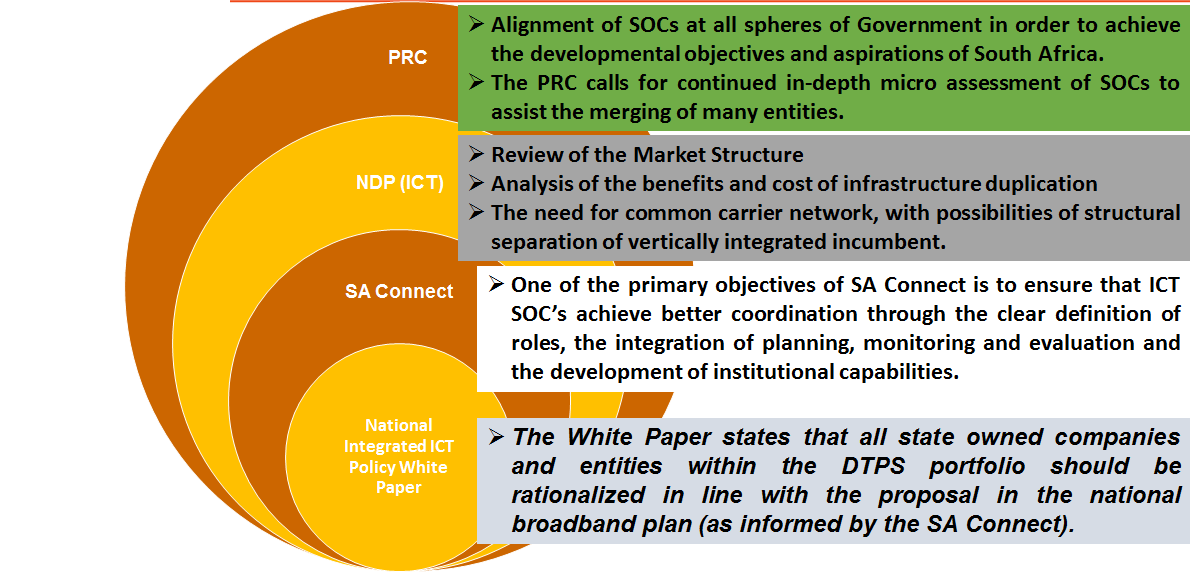 PRC
➢ Alignment of SOCs at all spheres of Government in order to achieve
the developmental objectives and aspirations of South Africa.
➢ The PRC calls for continued in-depth micro assessment of SOCs to
assist the merging of many entities.
NDP (ICT)
➢ Review of the Market Structure
➢ Analysis of the benefits and cost of infrastructure duplication
➢ The need for common carrier network, with possibilities of structural
separation of vertically integrated incumbent.
SA Connect
➢ One of the primary objectives of SA Connect is to ensure that ICT
SOC’s achieve better coordination through the clear definition of
roles, the integration of planning, monitoring and evaluation and
the development of institutional capabilities.
National
Integrated ICT
Policy White
Paper
➢ The White Paper states that all state owned companies
and entities within the DTPS portfolio should be
rationalized in line with the proposal in the national
broadband plan (as informed by the SA Connect).